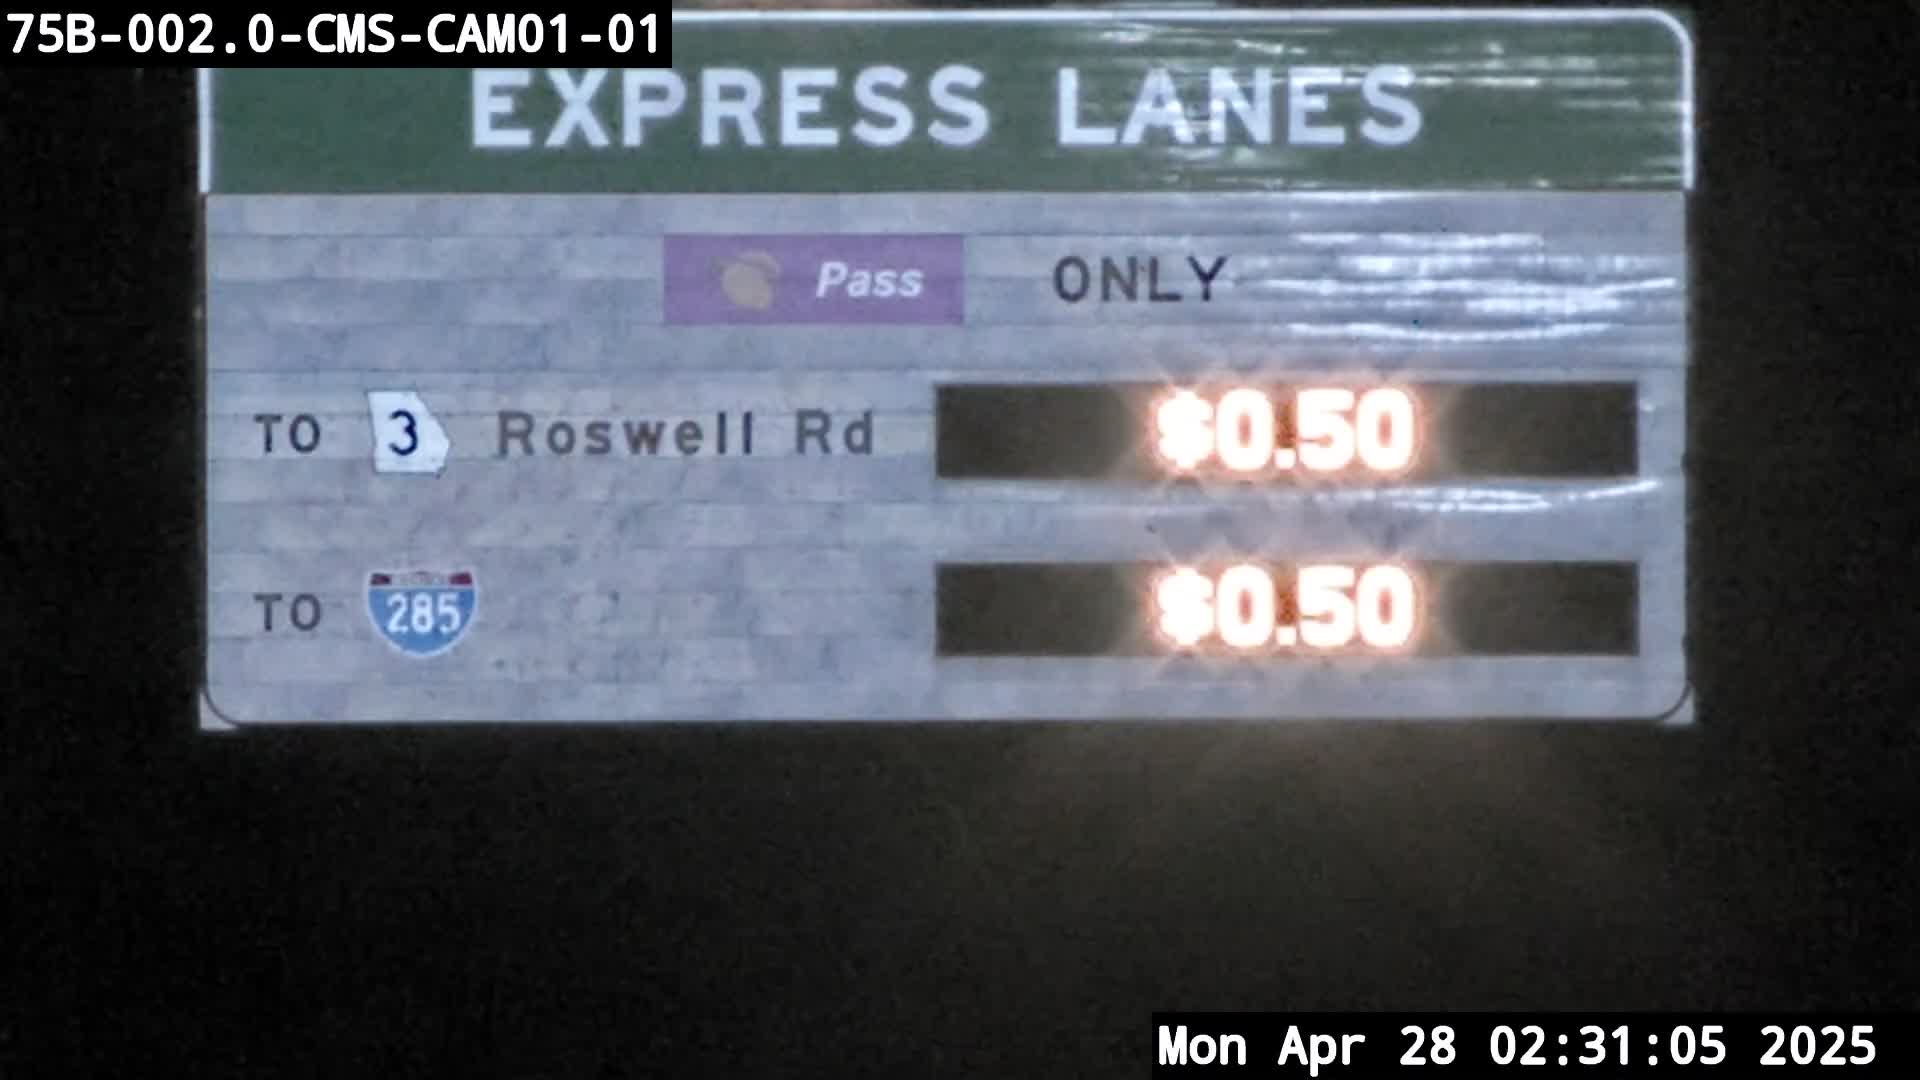 75B-002.0-CMS-CAM01-01
EXPRESS LANES
Pass ONLY
TO 3 Roswell Rd $0.50
TO 285 $0.50
Mon Apr 28 02:31:05 2025